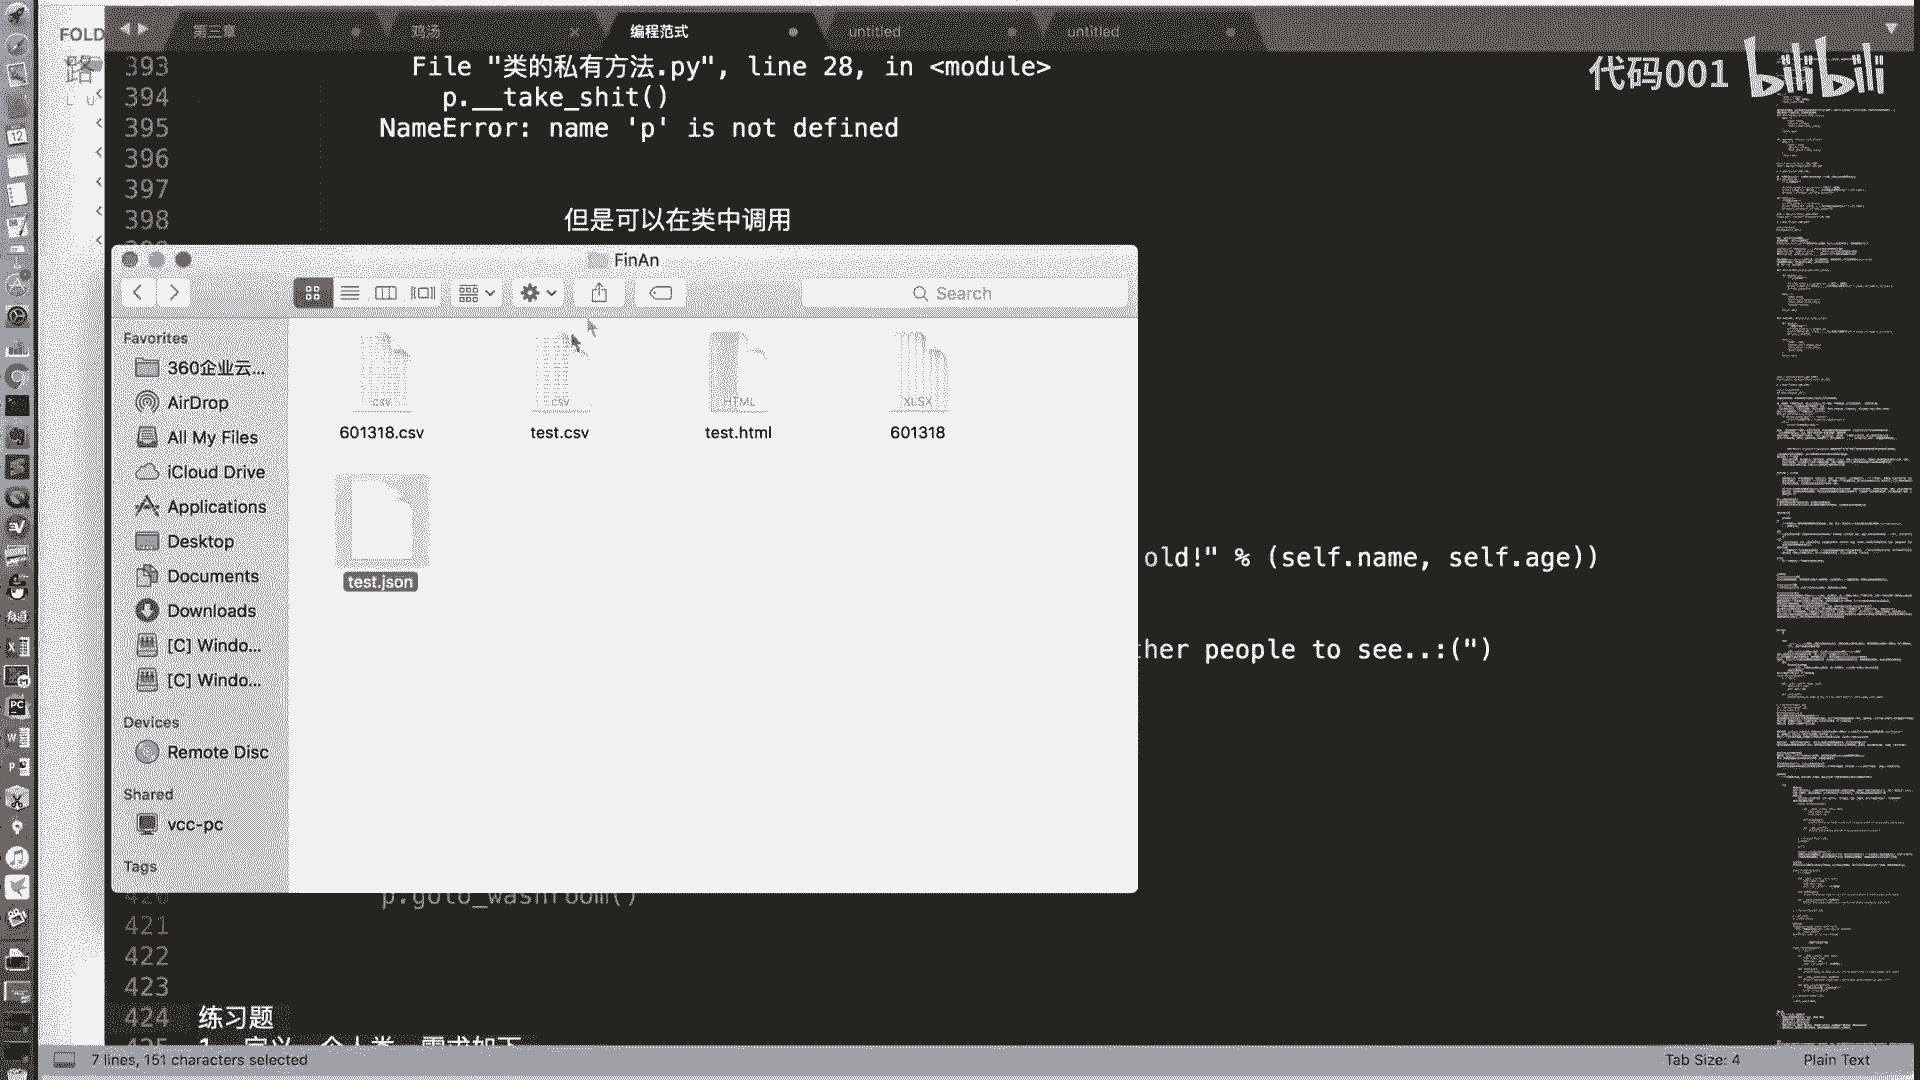 FOLD
第三章
鸡汤
编程范式
untitled
untitled
代码001 bilibili
393 File "类的私有方法.py", line 28, in <module>
394 p.__take_shit()
395 NameError: name 'p' is not defined
396
397
398 但是可以在类中调用
FinAn
Search
Favorites
360企业云...
AirDrop
All My Files
iCloud Drive
Applications
Desktop
Documents
Downloads
[C] Windo...
[C] Windo...
Devices
Remote Disc
Shared
vcc-pc
Tags
CSV
601318.csv
CSV
test.csv
HTML
test.html
XLSX
601318
test.json
old!" % (self.name, self.age))
her people to see..:(")
p.goto_washroom()
421
422
423
424 练习题
7 lines, 151 characters selected
Tab Size: 4
Plain Text